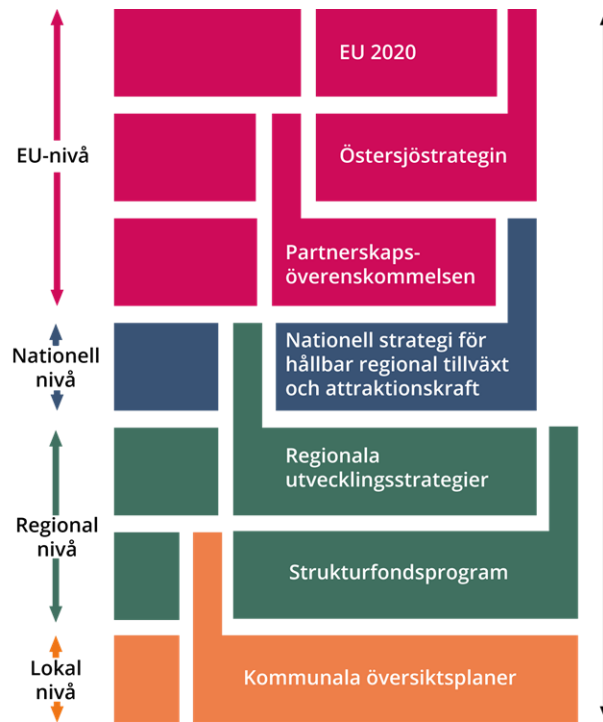 EU 2020
EU-nivå
Östersjöstrategin
Partnerskaps-
överenskommelsen
Nationell
nivå
Nationell strategi för
hållbar regional tillväxt
och attraktionskraft
Regional
nivå
Regionala
utvecklingsstrategier
Strukturfondsprogram
Lokal
nivå
Kommunala översiktsplaner